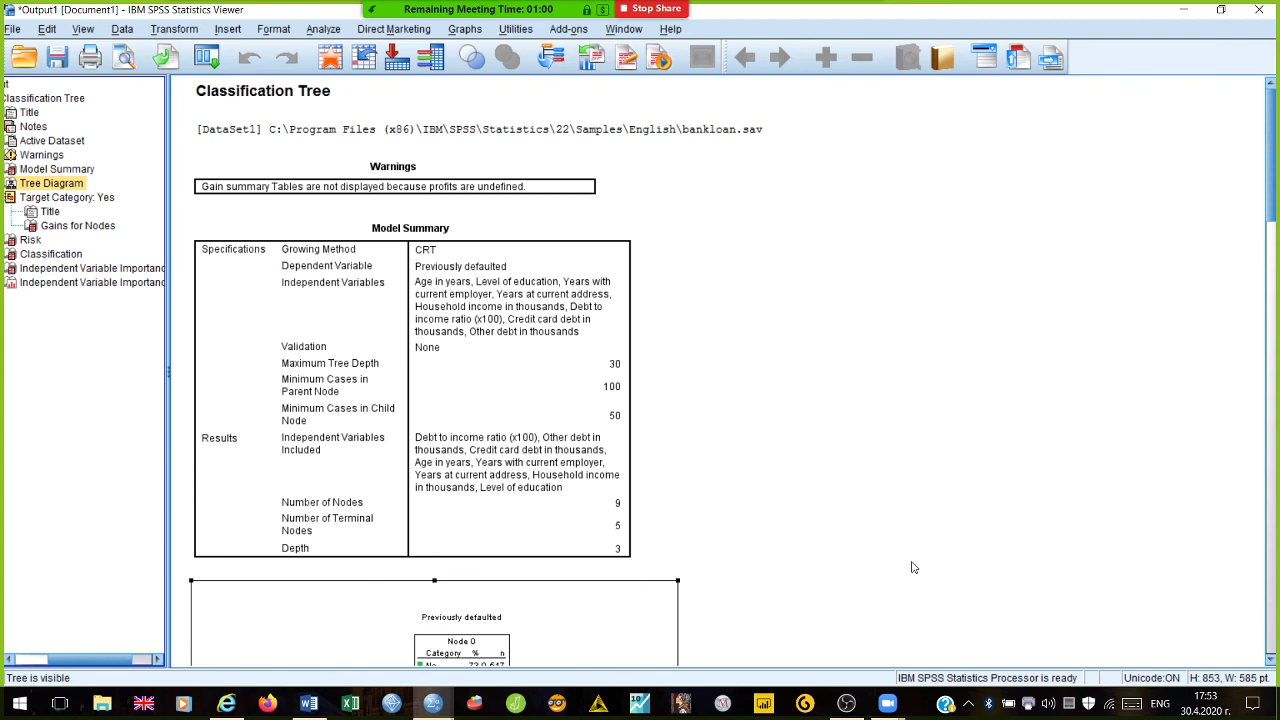 *Output1 [Document1] - IBM SPSS Statistics Viewer
Remaining Meeting Time: 01:00
Stop Share
File Edit View Data Transform Insert Format Analyze Direct Marketing Graphs Utilities Add-ons Window Help
Classification Tree
Title
Notes
Active Dataset
Warnings
Model Summary
Tree Diagram
Target Category: Yes
Title
Gains for Nodes
Risk
Classification
Independent Variable Importanc
Independent Variable Importanc
Classification Tree
[DataSet1] C:\Program Files (x86)\IBM\SPSS\Statistics\22\Samples\English\bankloan.sav
Warnings
Gain summary Tables are not displayed because profits are undefined.
Model Summary
Specifications Growing Method CRT
Dependent Variable Previously defaulted
Independent Variables Age in years, Level of education, Years with
current employer, Years at current address,
Household income in thousands, Debt to
income ratio (x100), Credit card debt in
thousands, Other debt in thousands
Validation None
Maximum Tree Depth 30
Minimum Cases in
Parent Node 100
Minimum Cases in Child
Node 50
Results Independent Variables
Included Debt to income ratio (x100), Other debt in
thousands, Credit card debt in thousands,
Age in years, Years with current employer,
Years at current address, Household income
in thousands, Level of education
Number of Nodes 9
Number of Terminal
Nodes 5
Depth 3
Previously defaulted
Node 0
Category % n
No 73.0 517
Tree is visible
IBM SPSS Statistics Processor is ready
Unicode:ON
H: 853, W: 585 pt.
ENG
17:53
30.4.2020 г.